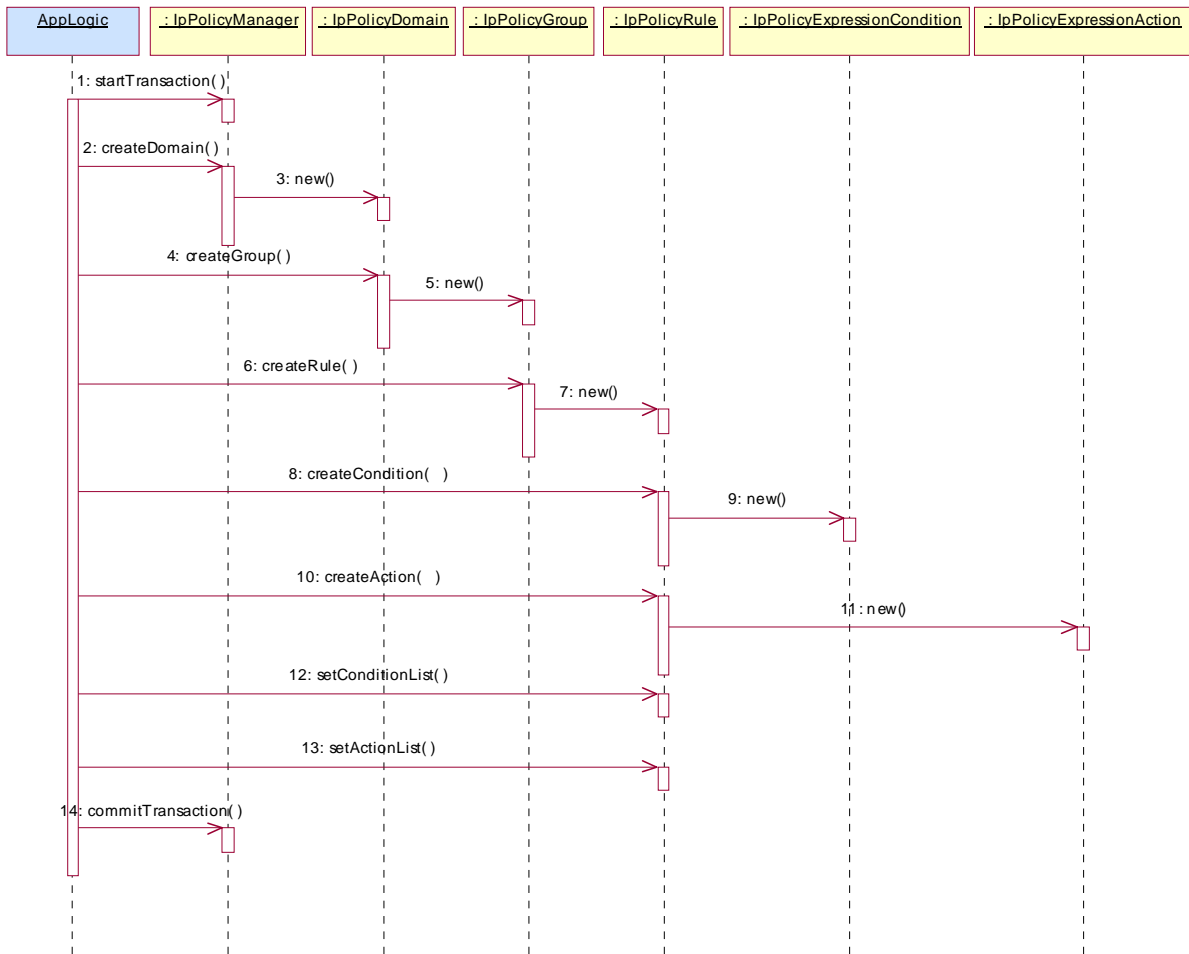 AppLogic
: IpPolicyManager
: IpPolicyDomain
: IpPolicyGroup
: IpPolicyRule
: IpPolicyExpressionCondition
: IpPolicyExpressionAction
1: startTransaction( )
2: createDomain( )
3: new()
4: createGroup( )
5: new()
6: createRule( )
7: new()
8: createCondition(   )
9: new()
10: createAction(   )
11: new()
12: setConditionList( )
13: setActionList( )
14: commitTransaction( )